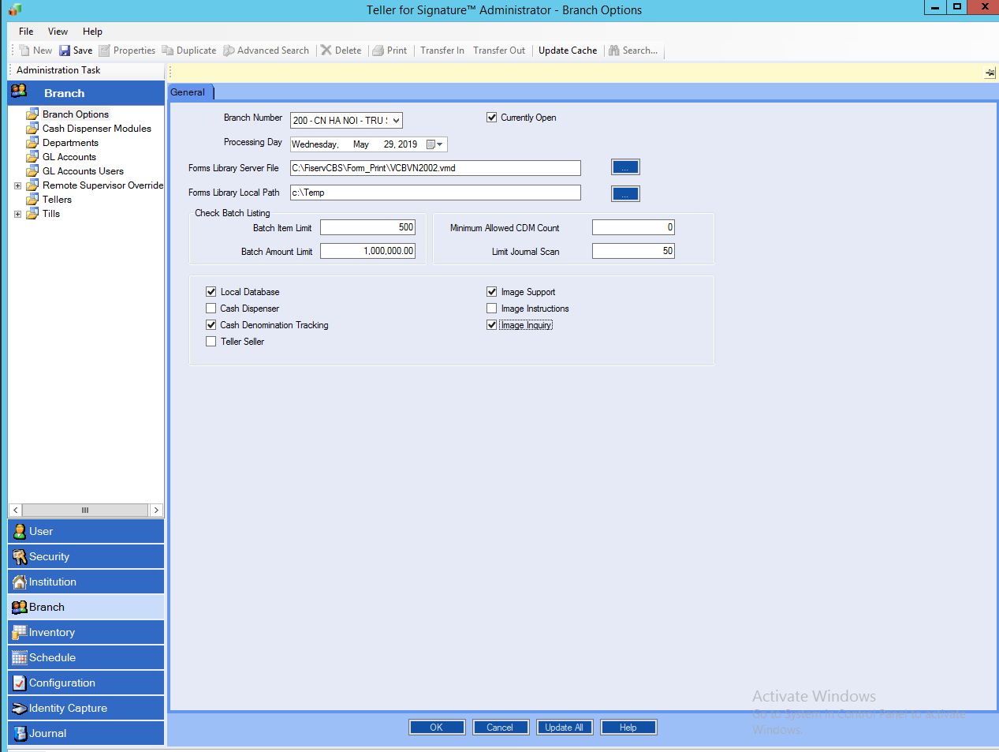 Teller for Signature™ Administrator - Branch Options
File View Help
New Save Properties Duplicate Advanced Search Delete Print Transfer In Transfer Out Update Cache Search...
Administration Task
Branch
Branch Options
Cash Dispenser Modules
Departments
GL Accounts
GL Accounts Users
Remote Supervisor Override
Tellers
Tills
User
Security
Institution
Branch
Inventory
Schedule
Configuration
Identity Capture
Journal
General
Branch Number 200 - CN HA NOI - TRU Currently Open
Processing Day Wednesday, May 29, 2019
Forms Library Server File C:\FiservCBS\Form_Print\VCBVN2002.vmd ...
Forms Library Local Path c:\Temp ...
Check Batch Listing
Batch Item Limit 500 Minimum Allowed CDM Count 0
Batch Amount Limit 1,000,000.00 Limit Journal Scan 50
Local Database Image Support
Cash Dispenser Image Instructions
Cash Denomination Tracking Image Inquiry
Teller Seller
OK Cancel Update All Help
Activate Windows
Go to System in Control Panel to activate
Windows.